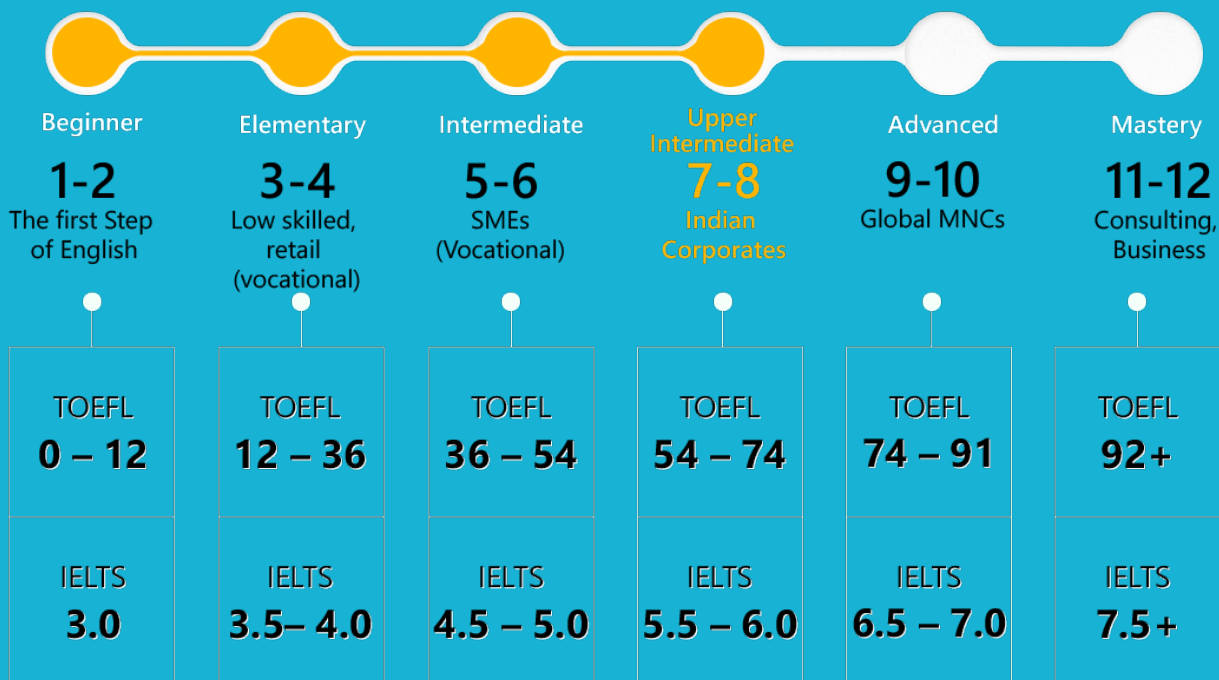 Beginner
1-2
The first Step
of English
Elementary
3-4
Low skilled,
retail
(vocational)
Intermediate
5-6
SMEs
(Vocational)
Upper
Intermediate
7-8
Indian
Corporates
Advanced
9-10
Global MNCs
Mastery
11-12
Consulting,
Business
TOEFL
0 – 12
TOEFL
12 – 36
TOEFL
36 – 54
TOEFL
54 – 74
TOEFL
74 – 91
TOEFL
92+
IELTS
3.0
IELTS
3.5– 4.0
IELTS
4.5 – 5.0
IELTS
5.5 – 6.0
IELTS
6.5 – 7.0
IELTS
7.5+